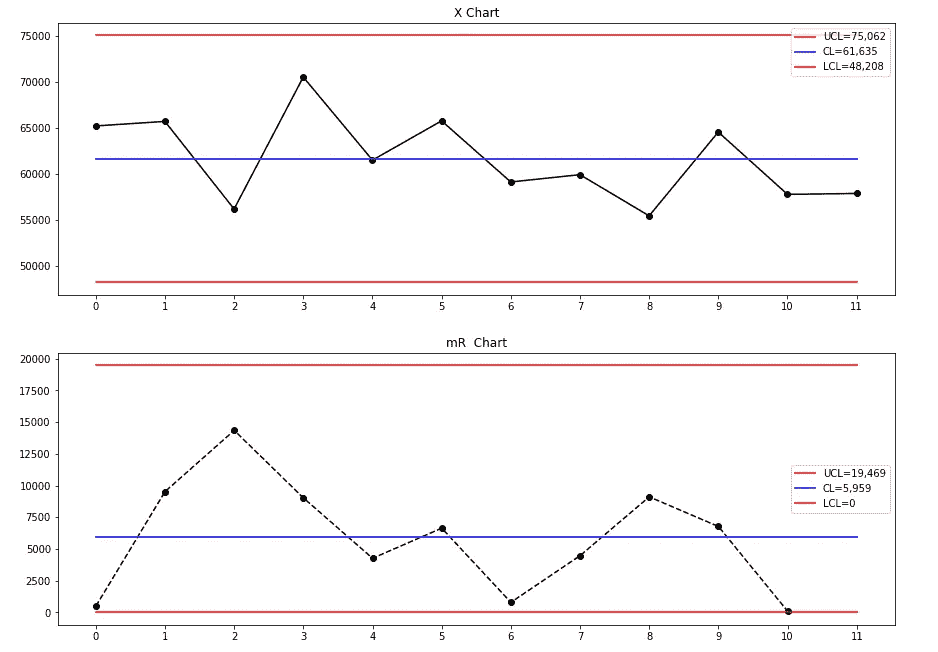 X Chart
75000
70000
65000
60000
55000
50000
UCL=75,062
CL=61,635
LCL=48,208
0 1 2 3 4 5 6 7 8 9 10 11
mR Chart
20000
17500
15000
12500
10000
7500
5000
2500
0
UCL=19,469
CL=5,959
LCL=0
0 1 2 3 4 5 6 7 8 9 10 11